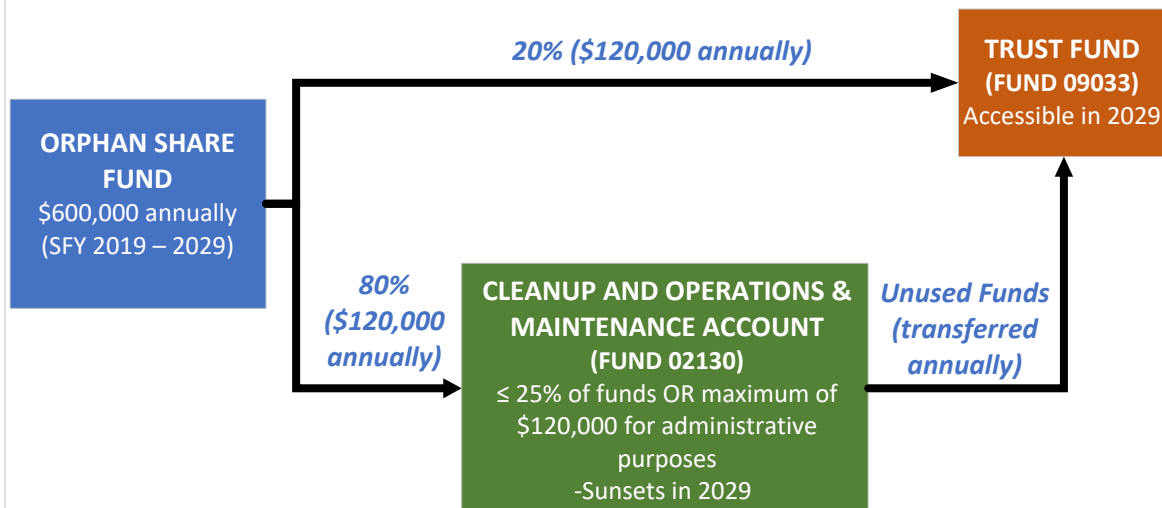 20% ($120,000 annually)
TRUST FUND
(FUND 09033)
Accessible in 2029
ORPHAN SHARE
FUND
$600,000 annually
(SFY 2019 – 2029)
80%
($120,000
annually)
CLEANUP AND OPERATIONS &
MAINTENANCE ACCOUNT
(FUND 02130)
≤ 25% of funds OR maximum of
$120,000 for administrative
purposes
-Sunsets in 2029
Unused Funds
(transferred
annually)